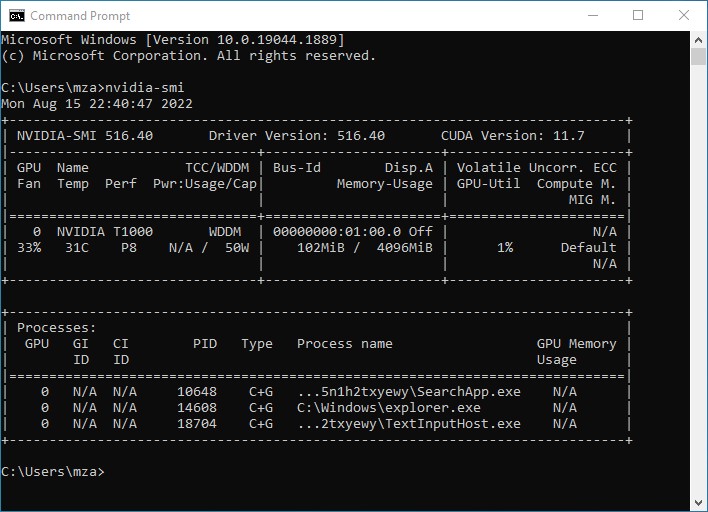 Command Prompt
Microsoft Windows [Version 10.0.19044.1889]
(c) Microsoft Corporation. All rights reserved.
C:\Users\mza>nvidia-smi
Mon Aug 15 22:40:47 2022
+-----------------------------------------------------------------------------+
| NVIDIA-SMI 516.40       Driver Version: 516.40       CUDA Version: 11.7     |
|-------------------------------+----------------------+----------------------+
| GPU  Name            TCC/WDDM | Bus-Id        Disp.A | Volatile Uncorr. ECC |
| Fan  Temp  Perf  Pwr:Usage/Cap|         Memory-Usage | GPU-Util  Compute M. |
|                               |                      |               MIG M. |
|===============================+======================+======================|
|   0  NVIDIA T1000       WDDM  | 00000000:01:00.0 Off |                  N/A |
| 33%   31C    P8    N/A /  50W |    102MiB /  4096MiB |      1%      Default |
|                               |                      |                  N/A |
+-------------------------------+----------------------+----------------------+
+-----------------------------------------------------------------------------+
| Processes:                                                                  |
|  GPU   GI   CI        PID   Type   Process name                  GPU Memory |
|        ID   ID                                                   Usage      |
|=============================================================================|
|    0   N/A  N/A     10648    C+G   ...5n1h2txyewy\SearchApp.exe    N/A      |
|    0   N/A  N/A     14608    C+G   C:\Windows\explorer.exe         N/A      |
|    0   N/A  N/A     18704    C+G   ...2txyewy\TextInputHost.exe    N/A      |
+-----------------------------------------------------------------------------+
C:\Users\mza>